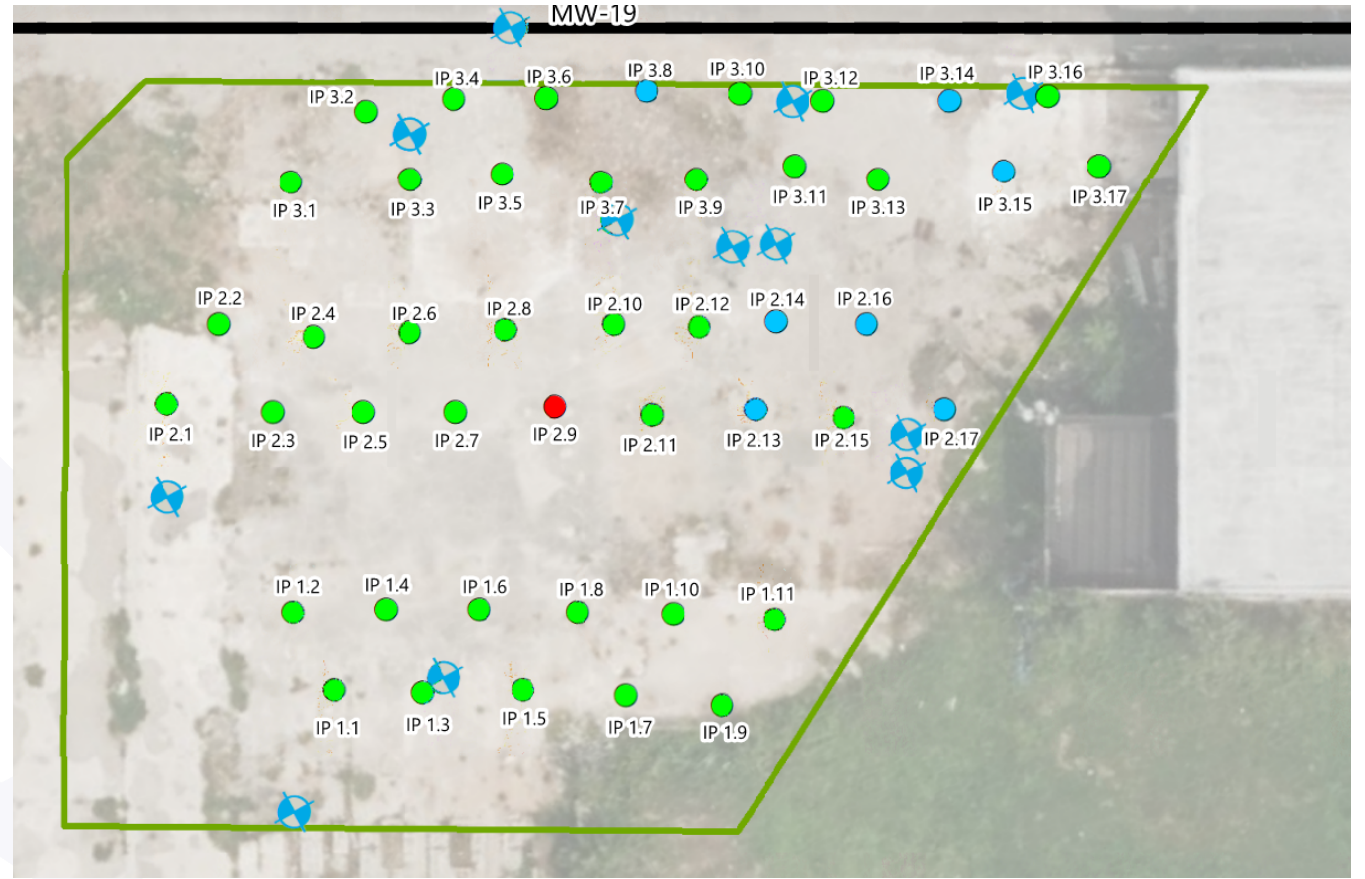 MW-19
IP 3.2
IP 3.4
IP 3.6
IP 3.8
IP 3.10
IP 3.12
IP 3.14
IP 3.16
IP 3.1
IP 3.3
IP 3.5
IP 3.7
IP 3.9
IP 3.11
IP 3.13
IP 3.15
IP 3.17
IP 2.2
IP 2.4
IP 2.6
IP 2.8
IP 2.10
IP 2.12
IP 2.14
IP 2.16
IP 2.1
IP 2.3
IP 2.5
IP 2.7
IP 2.9
IP 2.11
IP 2.13
IP 2.15
IP 2.17
IP 1.2
IP 1.4
IP 1.6
IP 1.8
IP 1.10
IP 1.11
IP 1.1
IP 1.3
IP 1.5
IP 1.7
IP 1.9